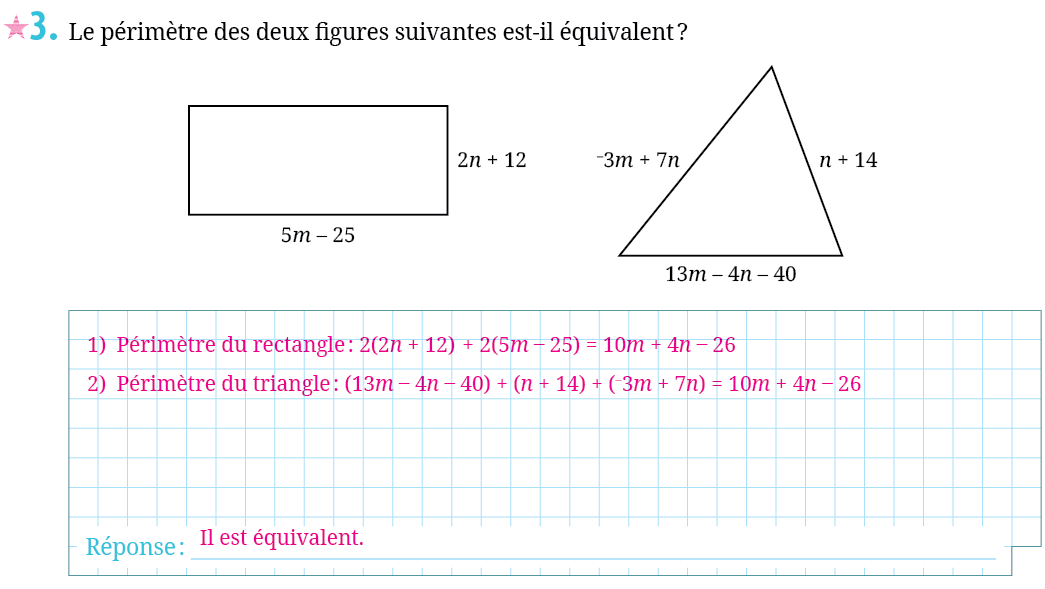 3. Le périmètre des deux figures suivantes est-il équivalent ?
2n + 12
5m – 25
⁻3m + 7n
n + 14
13m – 4n – 40
1) Périmètre du rectangle : 2(2n + 12) + 2(5m – 25) = 10m + 4n – 26
2) Périmètre du triangle : (13m – 4n – 40) + (n + 14) + (⁻3m + 7n) = 10m + 4n – 26
Réponse : Il est équivalent.